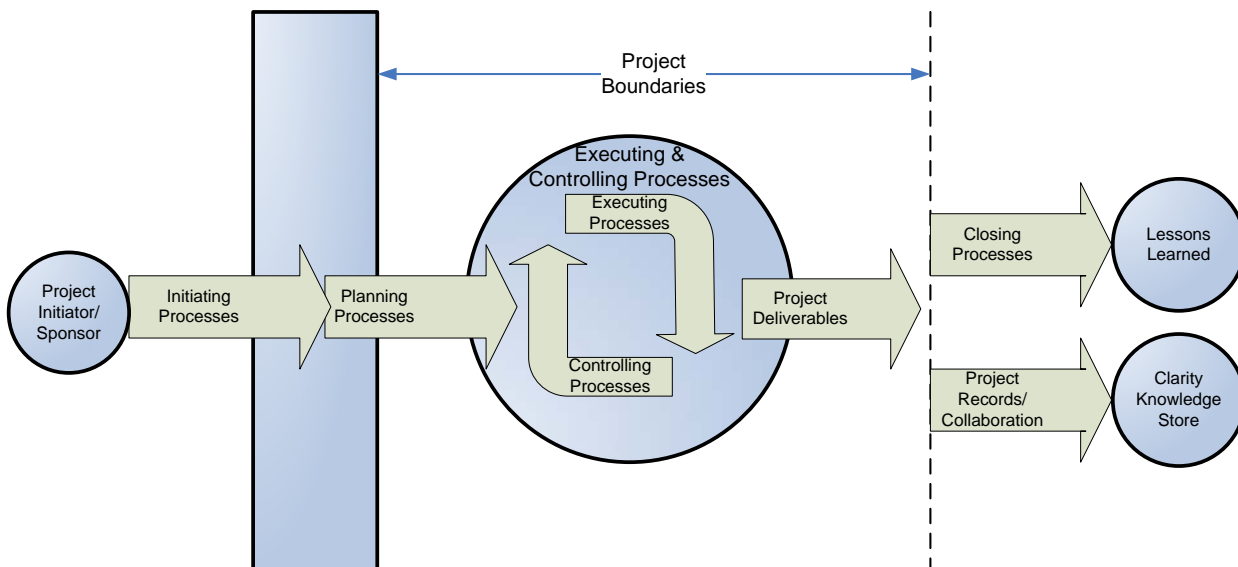 Project
Boundaries
Executing &
Controlling Processes
Executing
Processes
Project
Initiator/
Sponsor
Initiating
Processes
Planning
Processes
Controlling
Processes
Project
Deliverables
Closing
Processes
Lessons
Learned
Project
Records/
Collaboration
Clarity
Knowledge
Store